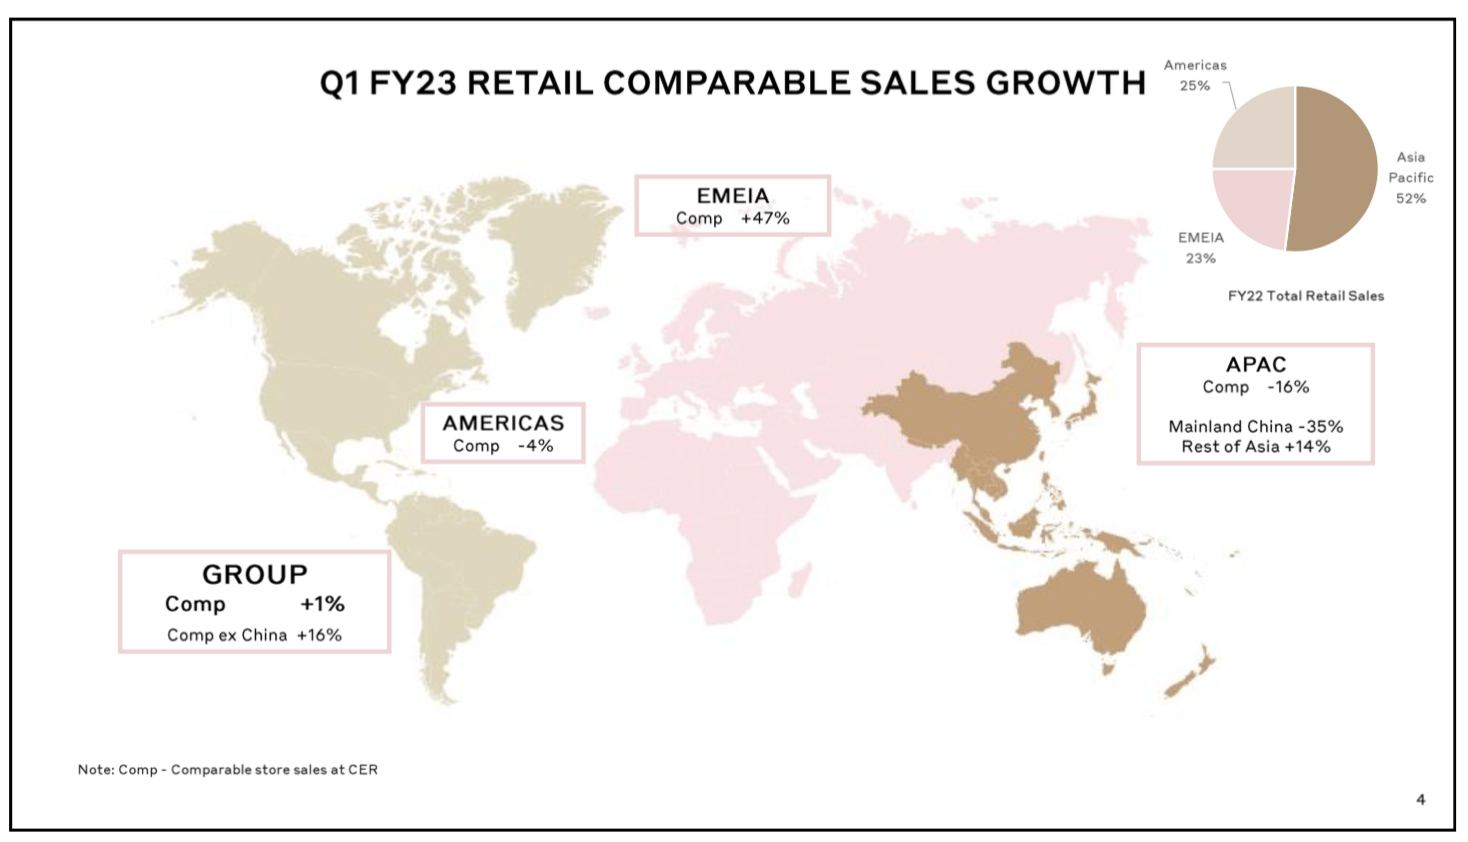 Q1 FY23 RETAIL COMPARABLE SALES GROWTH
Americas
25%
Asia
Pacific
52%
EMEIA
23%
FY22 Total Retail Sales
EMEIA
Comp +47%
APAC
Comp -16%
Mainland China -35%
Rest of Asia +14%
AMERICAS
Comp -4%
GROUP
Comp +1%
Comp ex China +16%
Note: Comp - Comparable store sales at CER
4